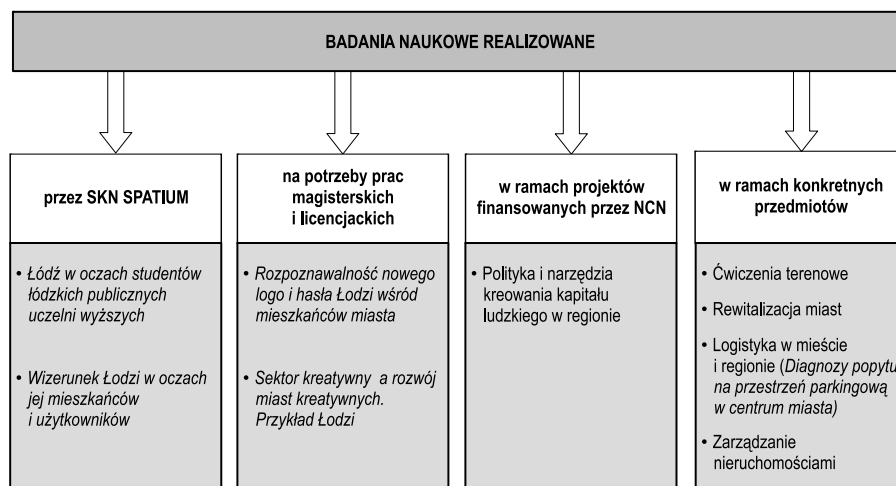 BADANIA NAUKOWE REALIZOWANE
przez SKN SPATIUM
• Łódź w oczach studentów
łódzkich publicznych
uczelni wyższych
• Wizerunek Łodzi w oczach
jej mieszkańców
i użytkowników
na potrzeby prac
magisterskich
i licencjackich
• Rozpoznawalność nowego
logo i hasła Łodzi wśród
mieszkańców miasta
• Sektor kreatywny a rozwój
miast kreatywnych.
Przykład Łodzi
w ramach projektów
finansowanych przez NCN
• Polityka i narzędzia
kreowania kapitału
ludzkiego w regionie
w ramach konkretnych
przedmiotów
• Ćwiczenia terenowe
• Rewitalizacja miast
• Logistyka w mieście
i regionie (Diagnozy popytu
na przestrzeń parkingową
w centrum miasta)
• Zarządzanie
nieruchomościami